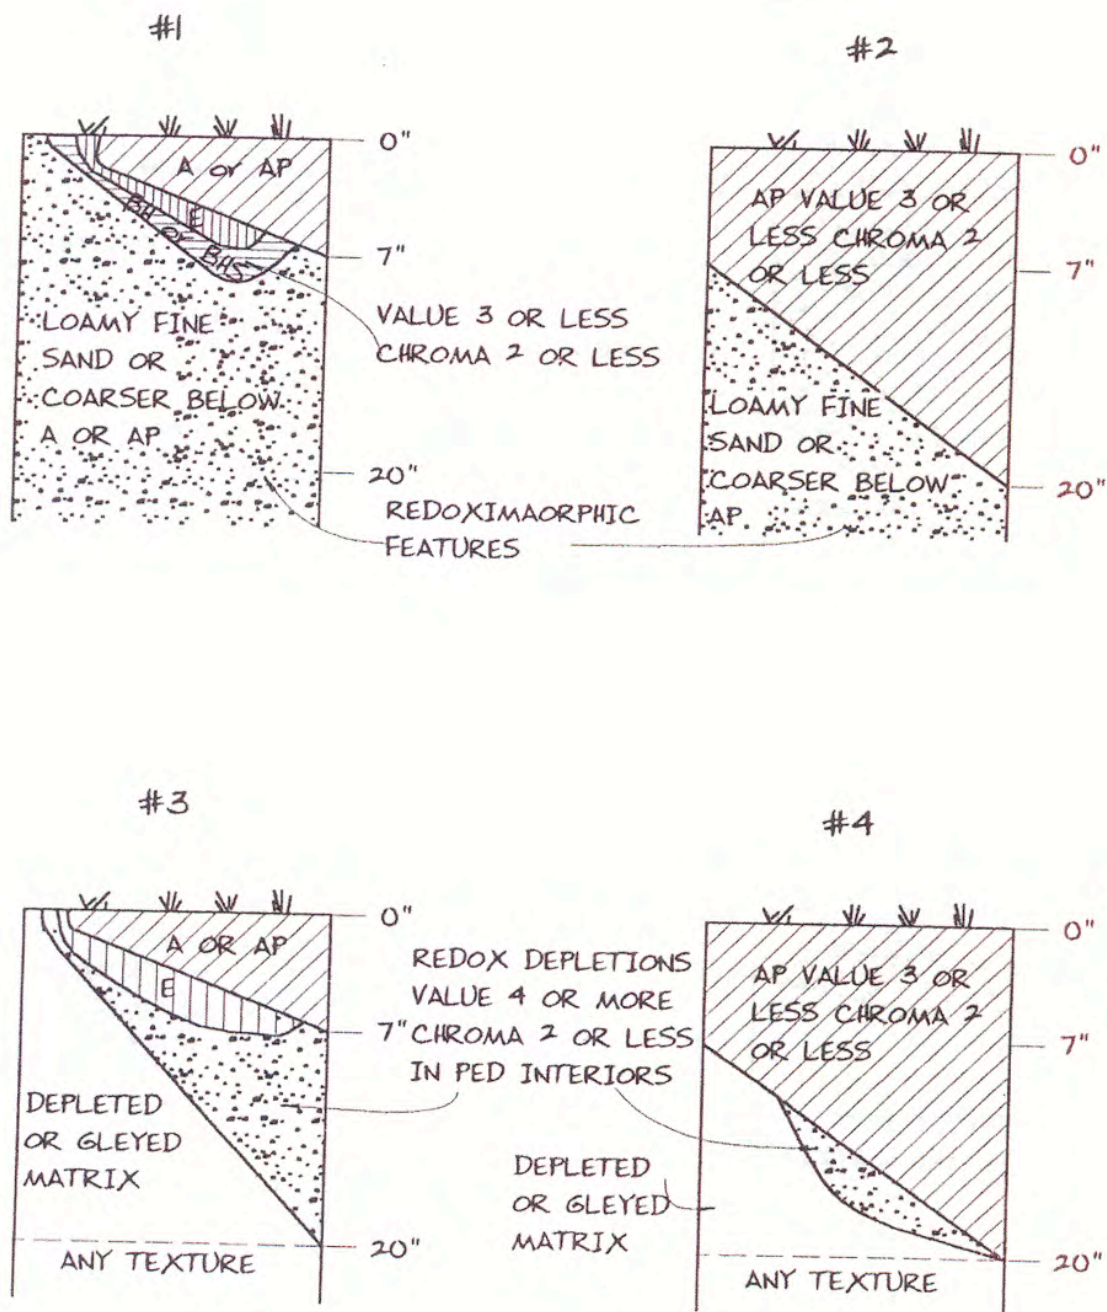 #1
0"
A or AP
E
BH or BHS
7"
VALUE 3 OR LESS
CHROMA 2 OR LESS
LOAMY FINE
SAND OR
COARSER BELOW
A OR AP
20"
REDOXIMAORPHIC
FEATURES
#2
0"
AP VALUE 3 OR
LESS CHROMA 2
OR LESS
7"
LOAMY FINE
SAND OR
COARSER BELOW
AP
20"
#3
0"
A OR AP
E
7"
DEPLETED
OR GLEYED
MATRIX
20"
ANY TEXTURE
REDOX DEPLETIONS
VALUE 4 OR MORE
CHROMA 2 OR LESS
IN PED INTERIORS
#4
0"
AP VALUE 3 OR
LESS CHROMA 2
OR LESS
7"
DEPLETED
OR GLEYED
MATRIX
20"
ANY TEXTURE